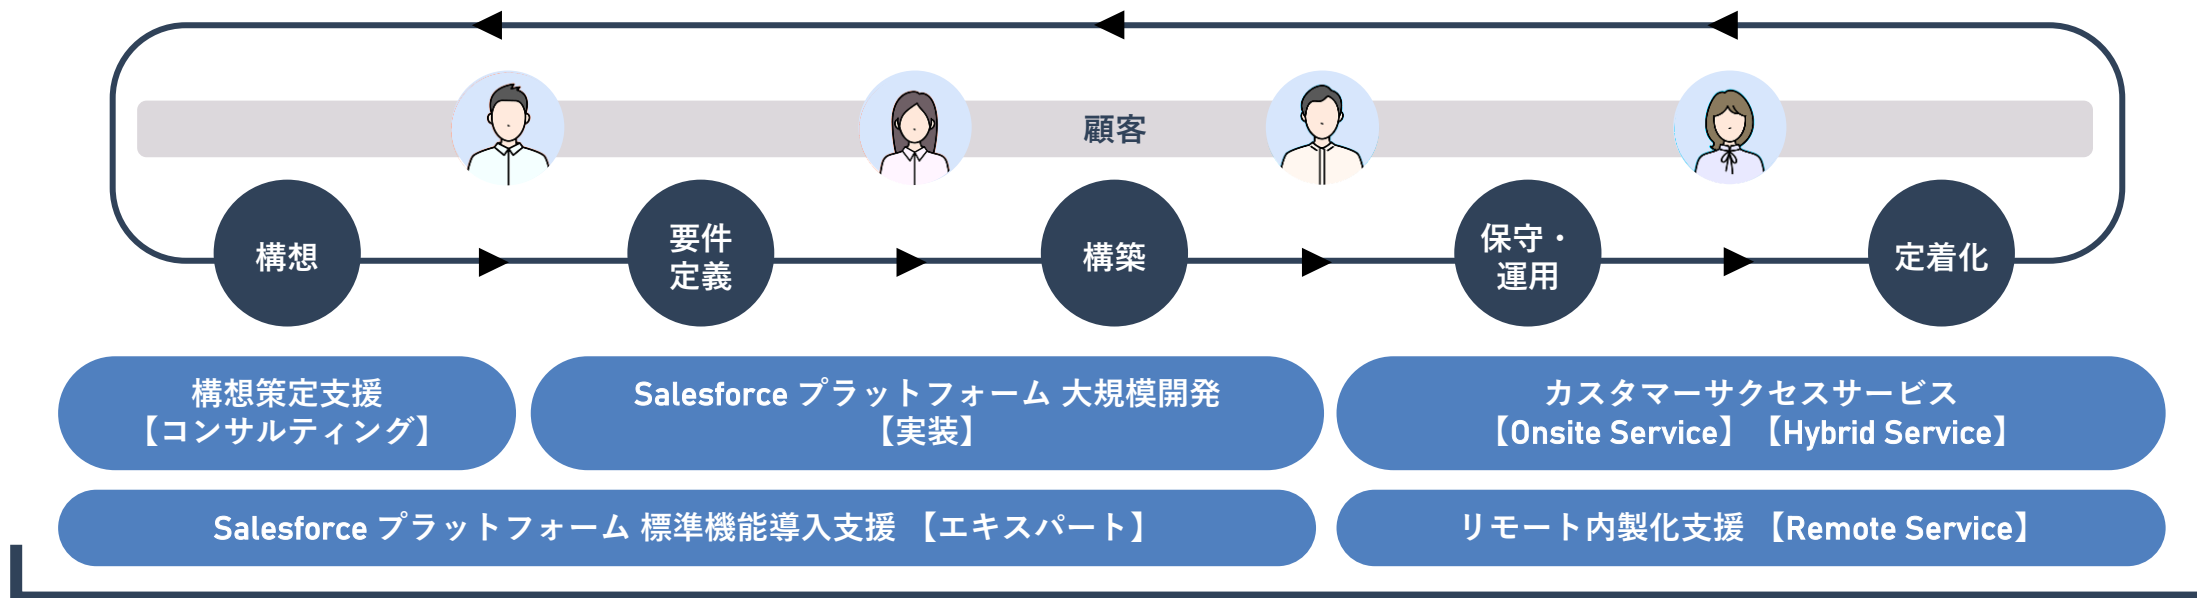 顧客
構想
要件
定義
構築
保守・
運用
定着化
構想策定支援
【コンサルティング】
Salesforce プラットフォーム 大規模開発
【実装】
カスタマーサクセスサービス
【Onsite Service】【Hybrid Service】
Salesforce プラットフォーム 標準機能導入支援 【エキスパート】
リモート内製化支援 【Remote Service】